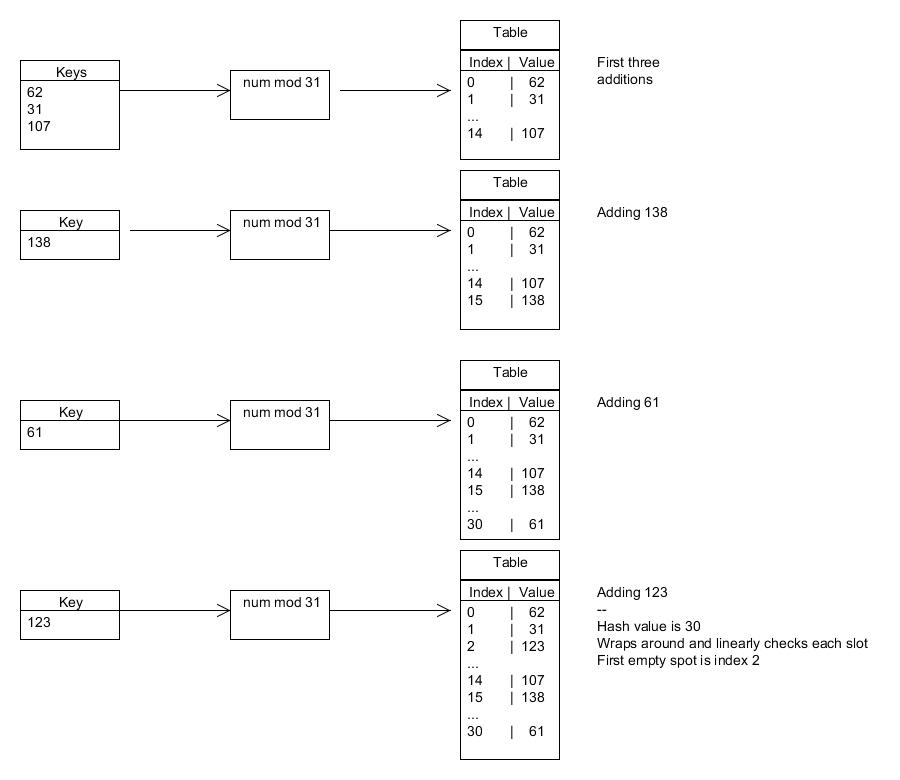 Table
Index | Value
0 | 62
1 | 31
...
14 | 107
Keys
62
31
107
num mod 31
First three
additions
Table
Index | Value
0 | 62
1 | 31
...
14 | 107
15 | 138
Key
138
num mod 31
Adding 138
Table
Index | Value
0 | 62
1 | 31
...
14 | 107
15 | 138
...
30 | 61
Key
61
num mod 31
Adding 61
Table
Index | Value
0 | 62
1 | 31
2 | 123
...
14 | 107
15 | 138
...
30 | 61
Key
123
num mod 31
Adding 123
--
Hash value is 30
Wraps around and linearly checks each slot
First empty spot is index 2